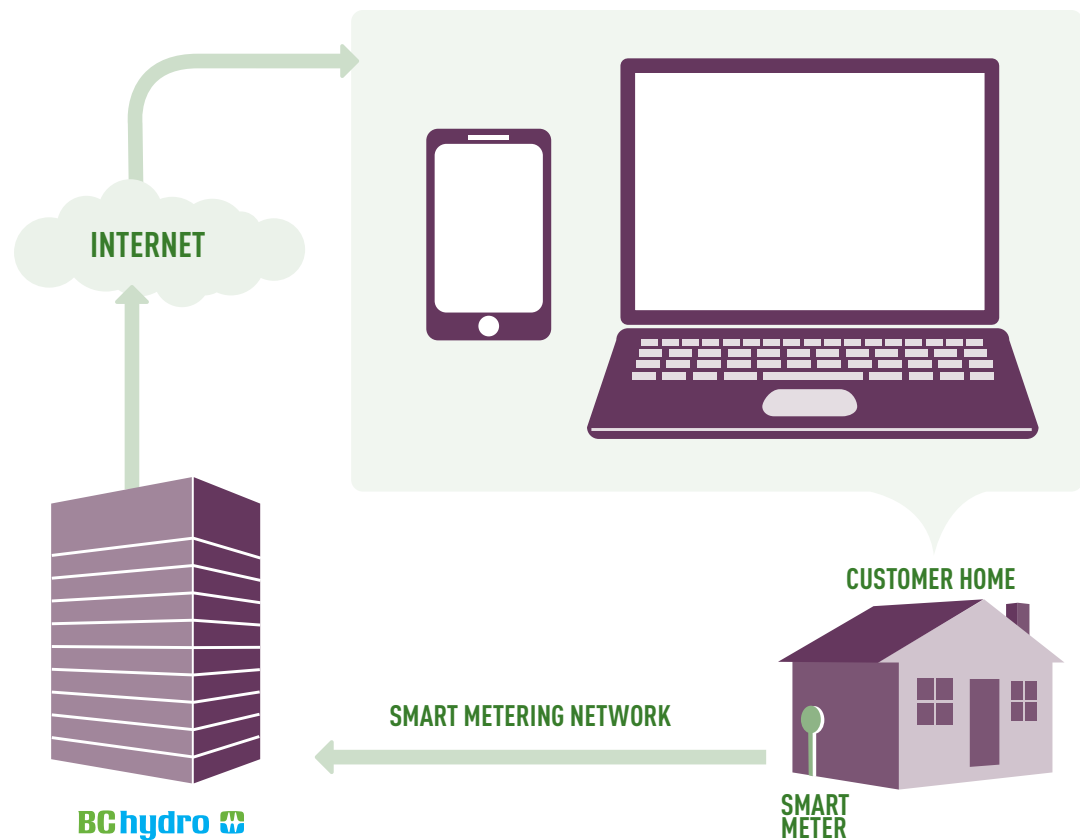 INTERNET
CUSTOMER HOME
SMART METERING NETWORK
SMART
METER
BC hydro